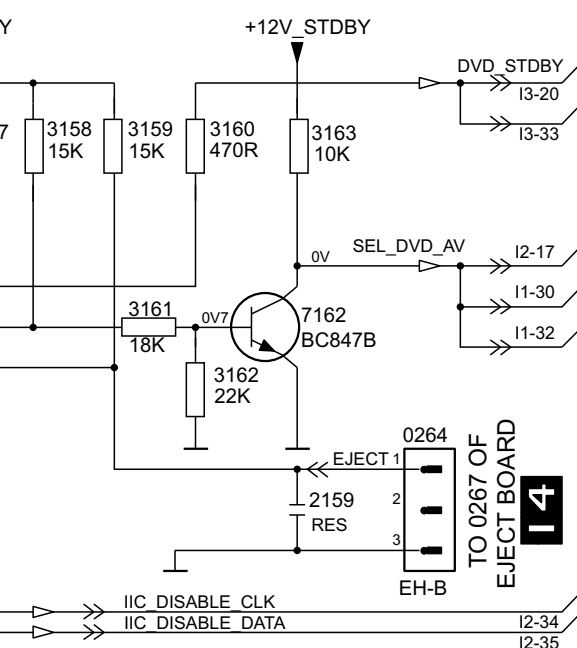 Y
+12V_STDBY
DVD_STDBY
I3-20
7
3158
15K
3159
15K
3160
470R
3163
10K
I3-33
0V
SEL_DVD_AV
I2-17
I1-30
3161
18K
0V7
7162
BC847B
I1-32
3162
22K
0264
EJECT
1
2
3
2159
RES
EH-B
TO 0267 OF
EJECT BOARD
I 4
IIC_DISABLE_CLK
IIC_DISABLE_DATA
I2-34
I2-35